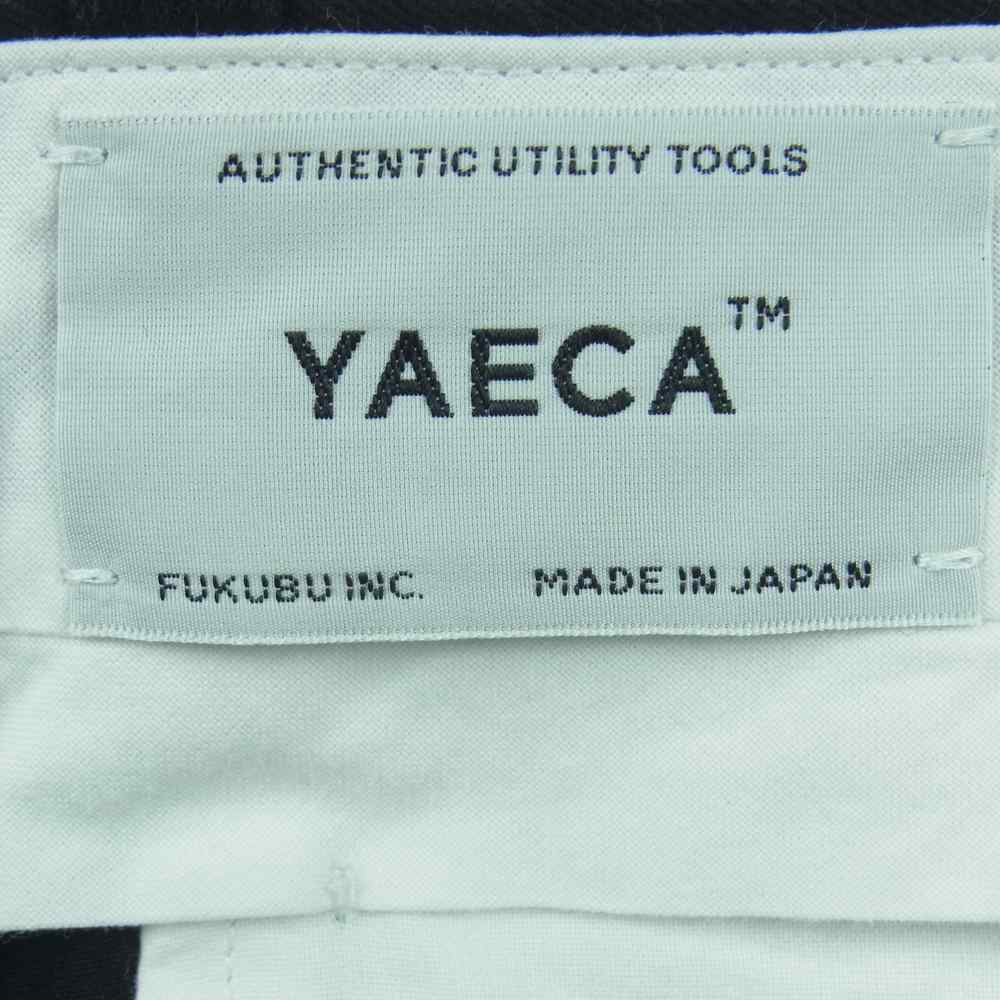 AUTHENTIC UTILITY TOOLS
YAECA™
FUKUBU INC. MADE IN JAPAN